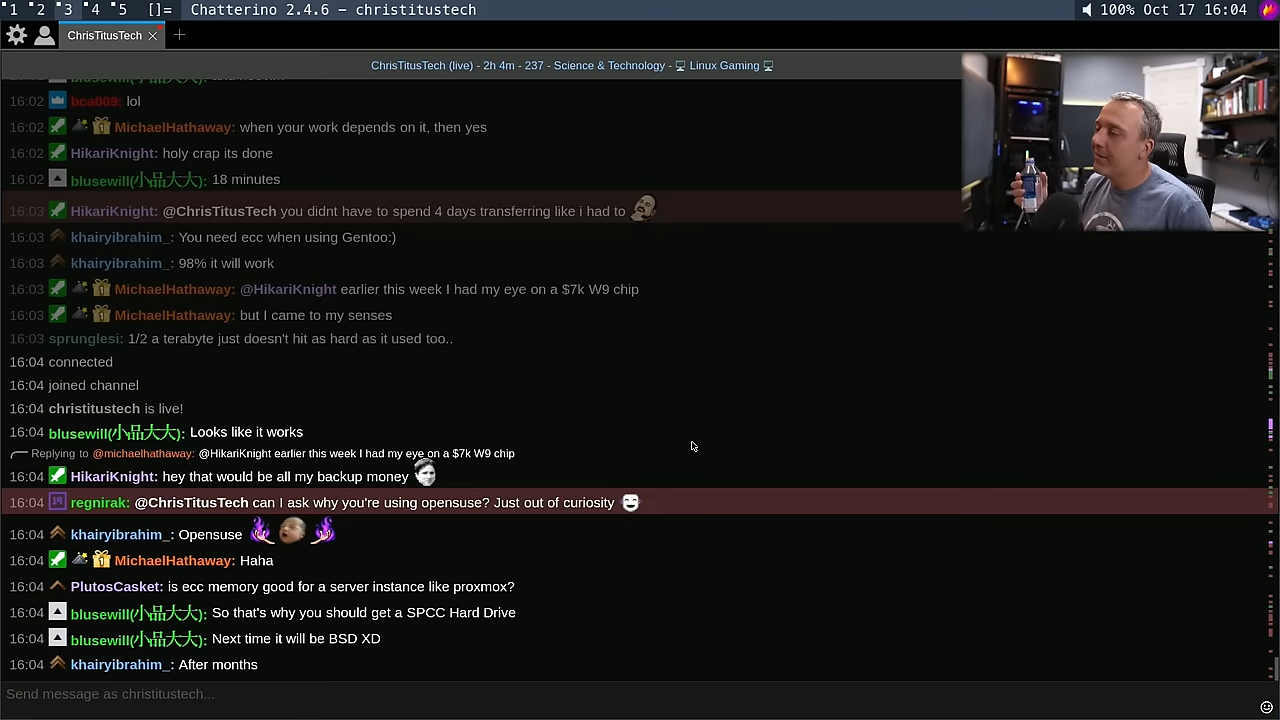 1 2 3 4 5 []= Chatterino 2.4.6 - christitustech 100% Oct 17 16:04
ChrisTitusTech
ChrisTitusTech (live) - 2h 4m - 237 - Science & Technology - 🖥 Linux Gaming 🖥
16:02 bca009: lol
16:02 MichaelHathaway: when your work depends on it, then yes
16:02 HikariKnight: holy crap its done
16:02 blusewill(小品大大): 18 minutes
16:03 HikariKnight: @ChrisTitusTech you didnt have to spend 4 days transferring like i had to
16:03 khairyibrahim_: You need ecc when using Gentoo:)
16:03 khairyibrahim_: 98% it will work
16:03 MichaelHathaway: @HikariKnight earlier this week I had my eye on a $7k W9 chip
16:03 MichaelHathaway: but I came to my senses
16:03 sprunglesi: 1/2 a terabyte just doesn't hit as hard as it used too..
16:04 connected
16:04 joined channel
16:04 christitustech is live!
16:04 blusewill(小品大大): Looks like it works
Replying to @michaelhathaway: @HikariKnight earlier this week I had my eye on a $7k W9 chip
16:04 HikariKnight: hey that would be all my backup money
16:04 regnirak: @ChrisTitusTech can I ask why you're using opensuse? Just out of curiosity
16:04 khairyibrahim_: Opensuse
16:04 MichaelHathaway: Haha
16:04 PlutosCasket: is ecc memory good for a server instance like proxmox?
16:04 blusewill(小品大大): So that's why you should get a SPCC Hard Drive
16:04 blusewill(小品大大): Next time it will be BSD XD
16:04 khairyibrahim_: After months
Send message as christitustech...